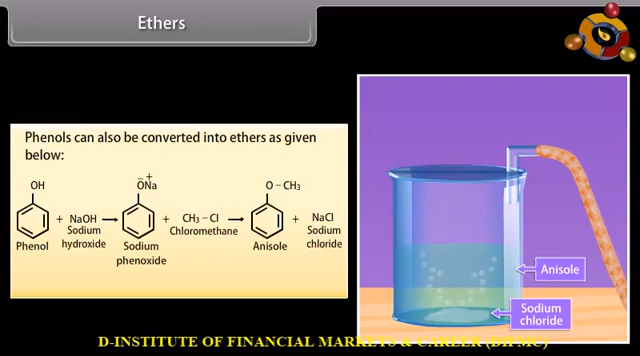 Ethers
Phenols can also be converted into ethers as given
below:
OH
− +
ONa
O − CH₃
+ NaOH → + CH₃ − Cl → + NaCl
Phenol Sodium hydroxide Sodium phenoxide Chloromethane Anisole Sodium chloride
Anisole
Sodium
chloride
D-INSTITUTE OF FINANCIAL MARKETS & CAREER (DIFMC)